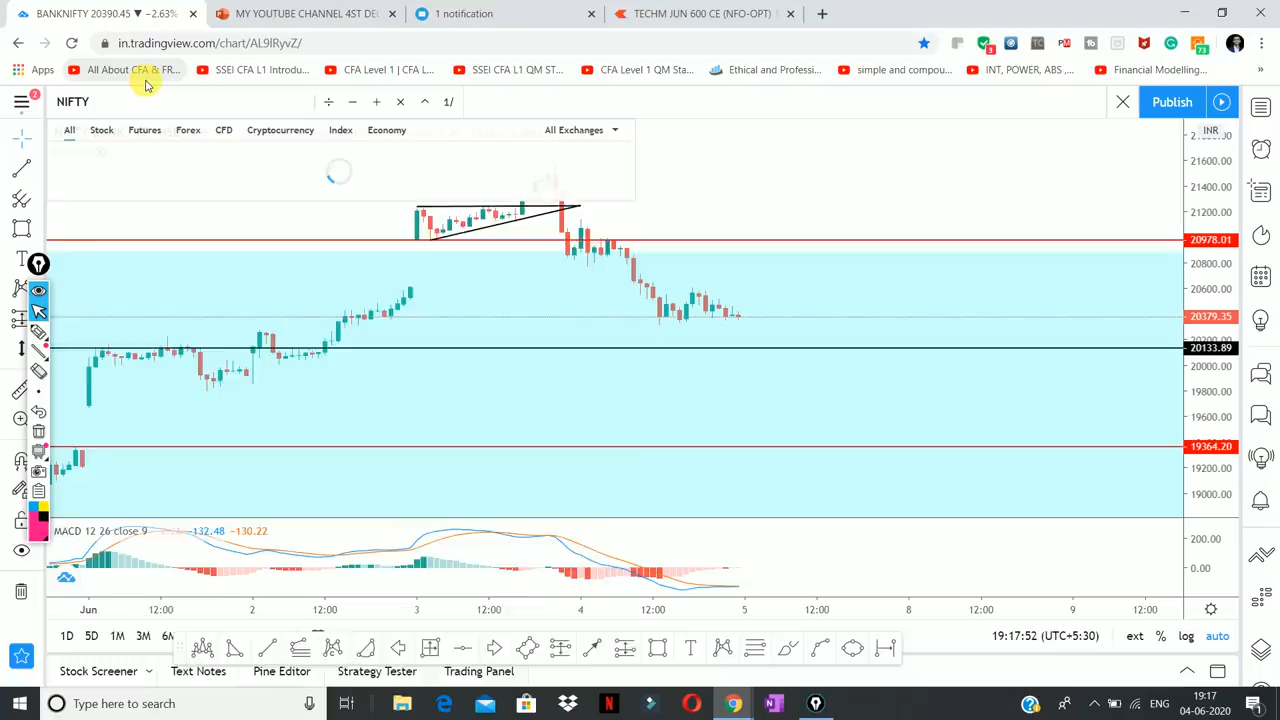 BANKNIFTY 20390.45 ▼ −2.63%
MY YOUTUBE CHANNEL 4ST DE
1 notification
TECHM JUN 600 CE (NFO-OPT)
in.tradingview.com/chart/AL9lRyvZ/
Apps
All About CFA & FR...
SSEI CFA L1 Introdu...
CFA Level 1 | CFA L...
SSEI CFA L1 QM ST...
CFA Level 1 QM Sta...
Ethical and Professi...
simple and compou...
INT, POWER, ABS ,...
Financial Modelling...
NIFTY
1/
Publish
All Stock Futures Forex CFD Cryptocurrency Index Economy All Exchanges
INR
21600.00
21200.00
20978.01
20800.00
20600.00
20379.35
20133.89
20000.00
19800.00
19600.00
19364.20
19200.00
19000.00
MACD 12 26 close 9 −132.48 −130.22
200.00
0.00
Jun 12:00 2 12:00 3 12:00 4 12:00 5 12:00 8 12:00 9 12:00
1D 5D 1M 3M 6M
19:17:52 (UTC+5:30) ext % log auto
Stock Screener Text Notes Pine Editor Strategy Tester Trading Panel
Type here to search
ENG
19:17
04-06-2020